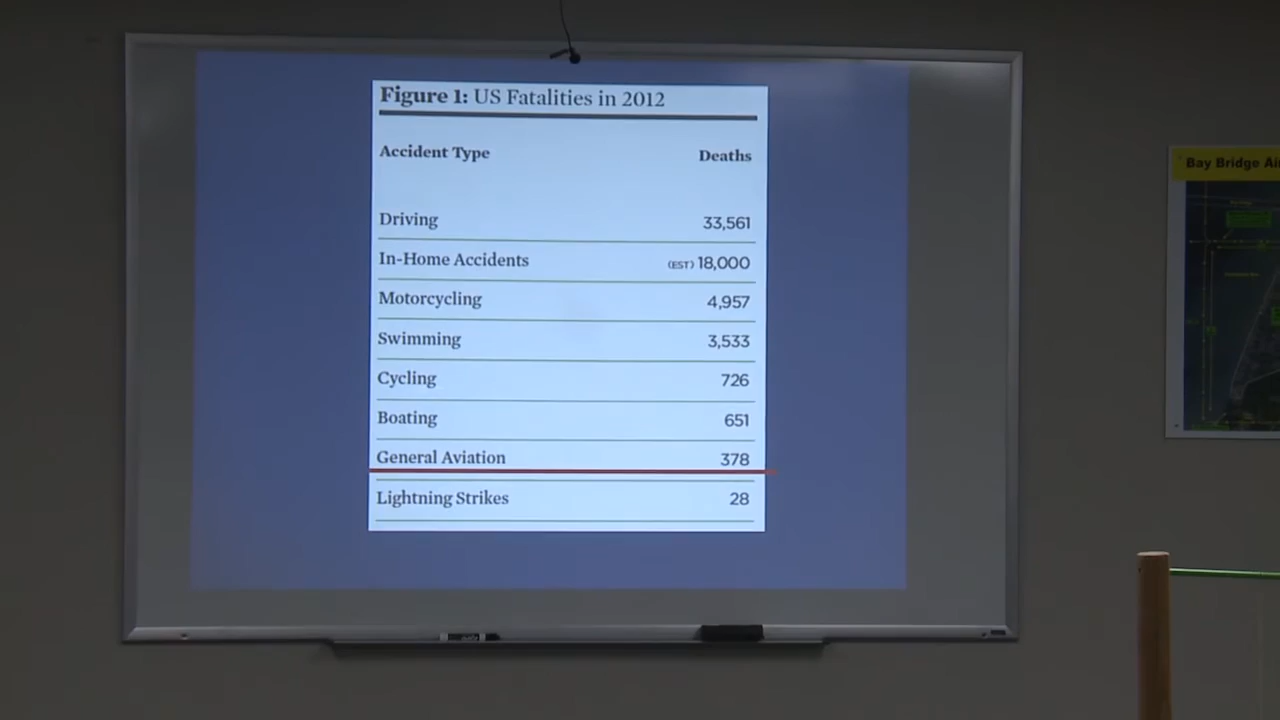 Figure 1: US Fatalities in 2012
Accident Type Deaths
Driving 33,561
In-Home Accidents (EST) 18,000
Motorcycling 4,957
Swimming 3,533
Cycling 726
Boating 651
General Aviation 378
Lightning Strikes 28
Bay Bridge